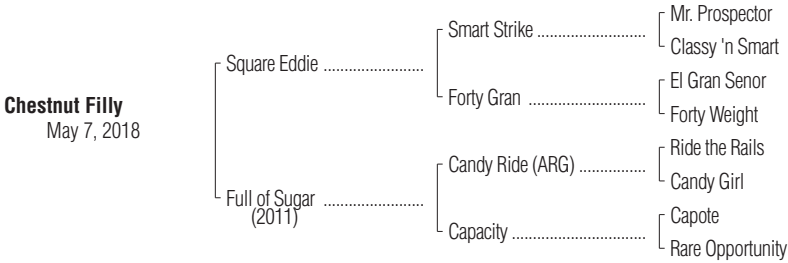 Mr. Prospector
Smart Strike ..........................
Classy 'n Smart
Square Eddie ........................
El Gran Senor
Forty Gran ............................
Forty Weight
Chestnut Filly
May 7, 2018
Ride the Rails
Candy Ride (ARG) ................
Candy Girl
Full of Sugar ........................
(2011)
Capote
Capacity ................................
Rare Opportunity